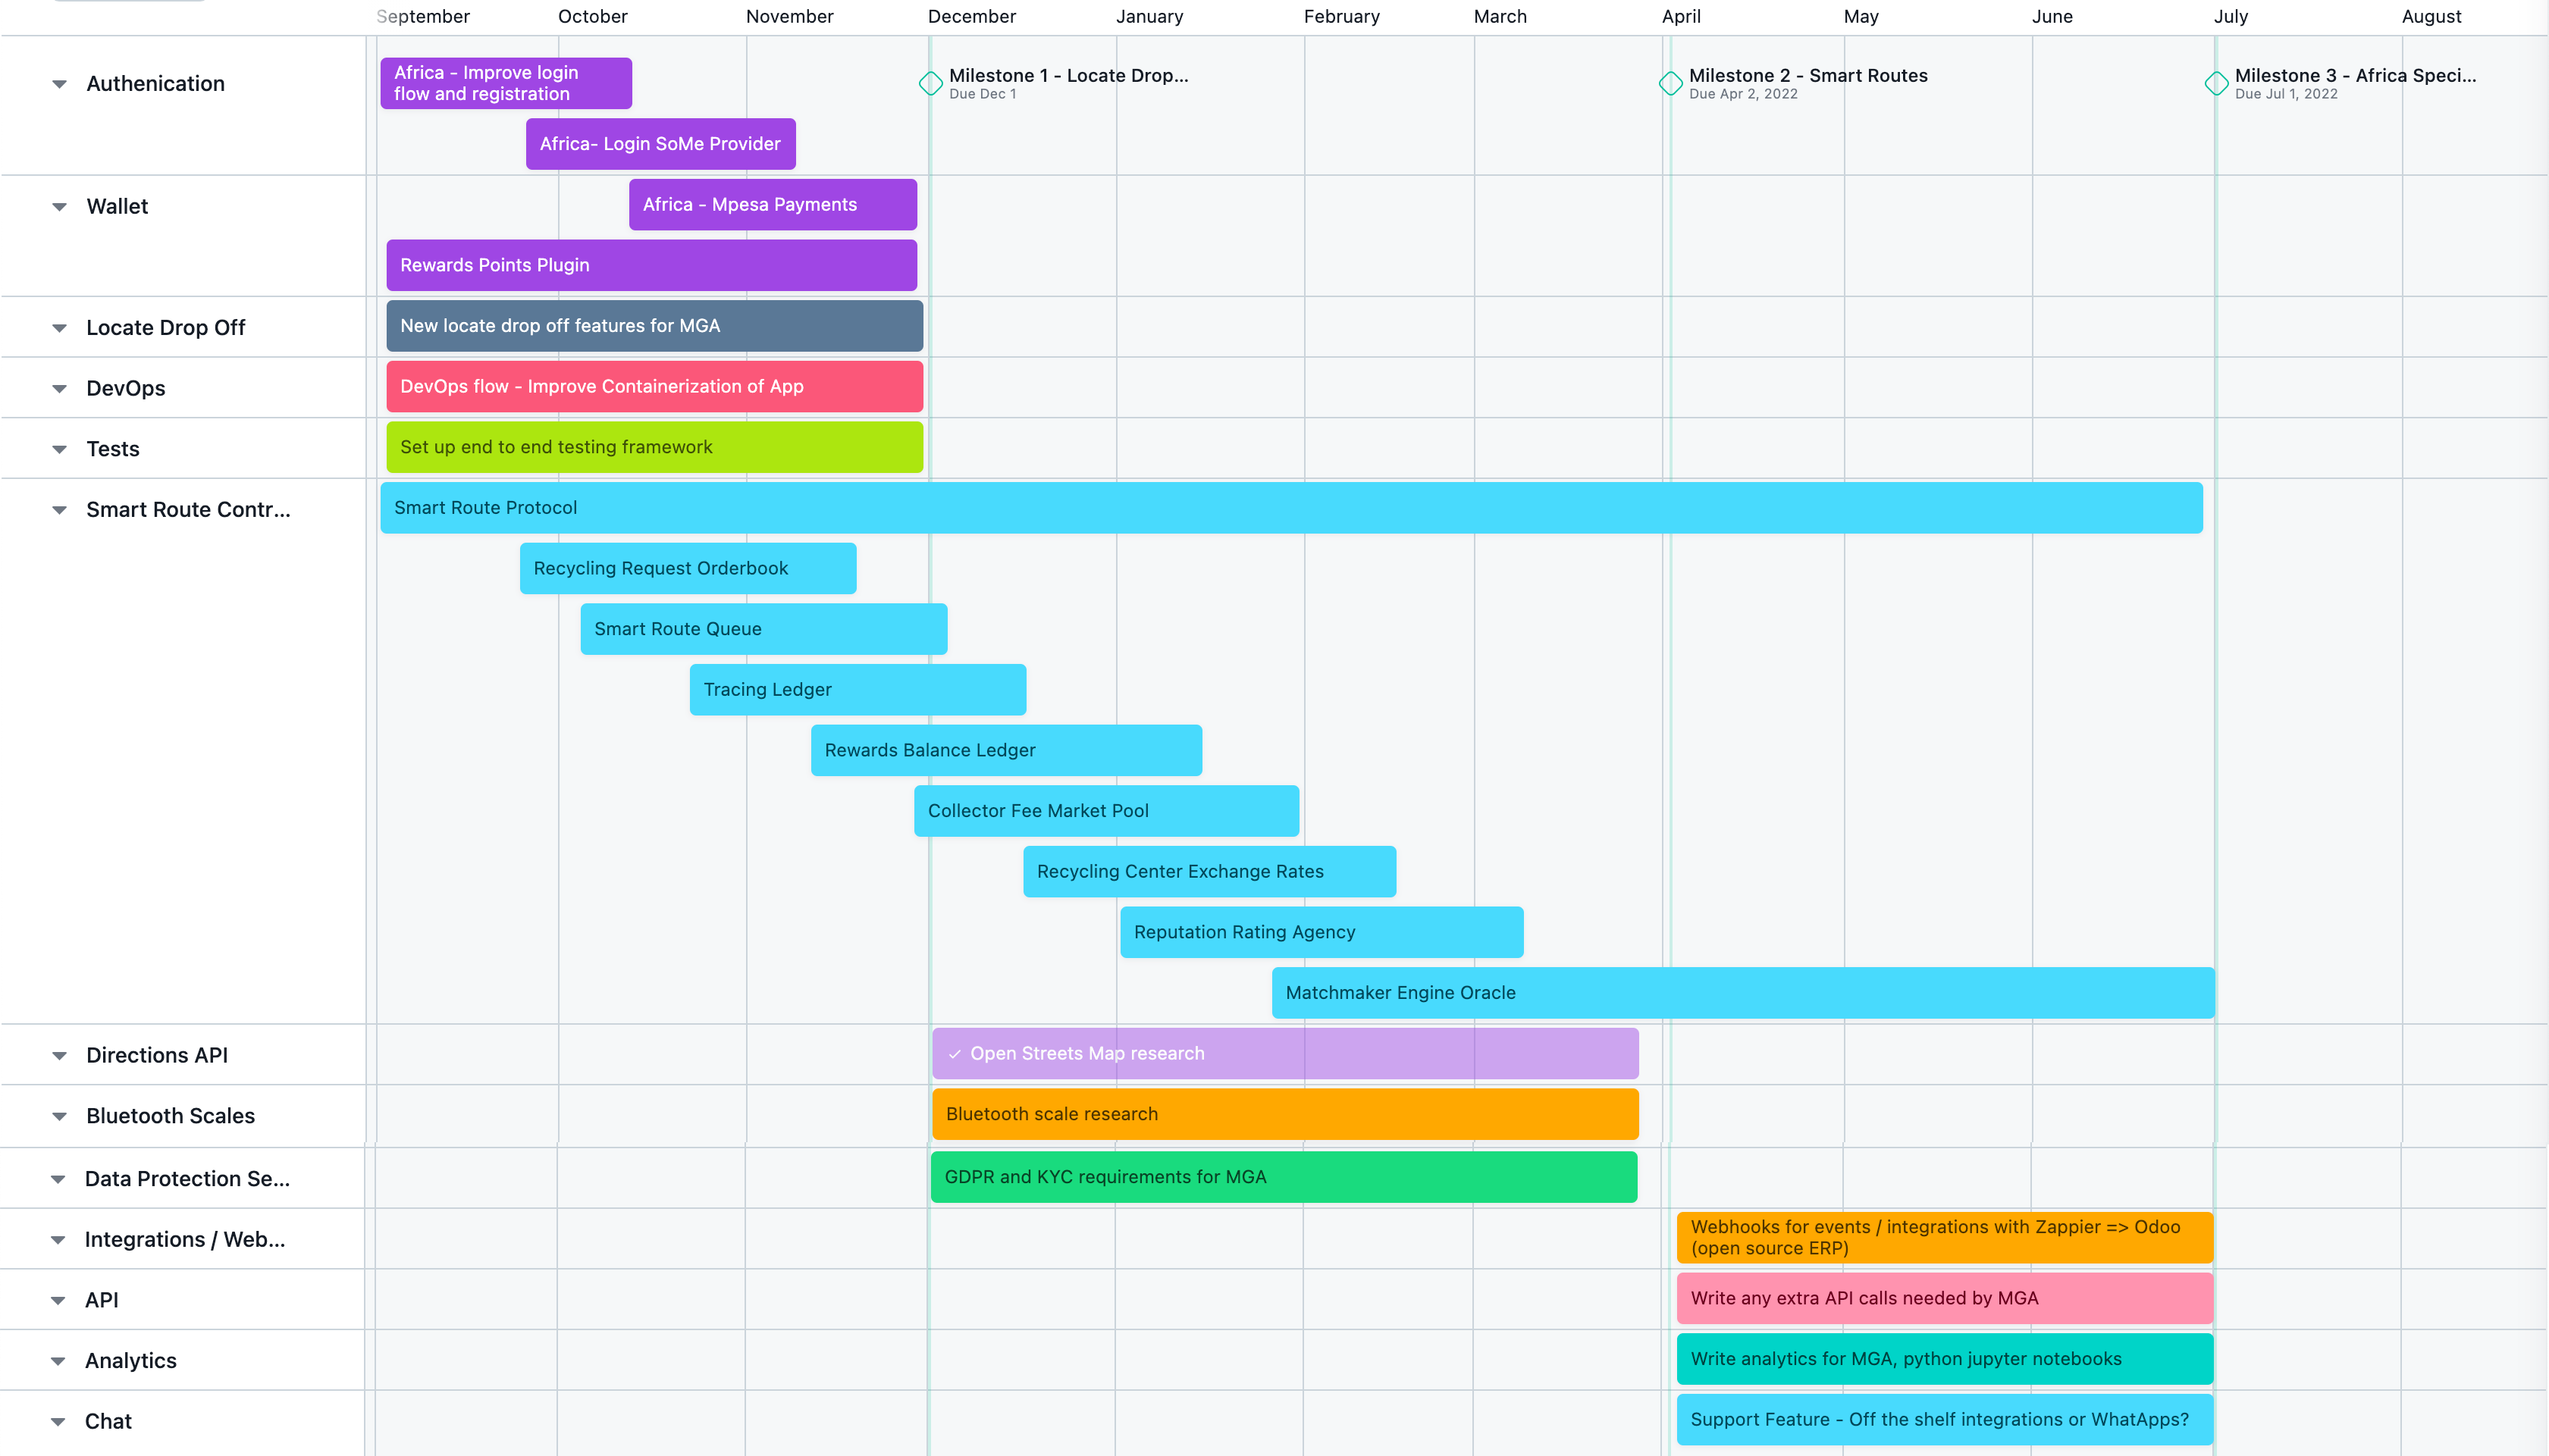 September October November December January February March April May June July August
Authenication
Africa - Improve login
flow and registration
Milestone 1 - Locate Drop...
Due Dec 1
Milestone 2 - Smart Routes
Due Apr 2, 2022
Milestone 3 - Africa Speci...
Due Jul 1, 2022
Africa- Login SoMe Provider
Wallet
Africa - Mpesa Payments
Rewards Points Plugin
Locate Drop Off
New locate drop off features for MGA
DevOps
DevOps flow - Improve Containerization of App
Tests
Set up end to end testing framework
Smart Route Contr...
Smart Route Protocol
Recycling Request Orderbook
Smart Route Queue
Tracing Ledger
Rewards Balance Ledger
Collector Fee Market Pool
Recycling Center Exchange Rates
Reputation Rating Agency
Matchmaker Engine Oracle
Directions API
Open Streets Map research
Bluetooth Scales
Bluetooth scale research
Data Protection Se...
GDPR and KYC requirements for MGA
Integrations / Web...
Webhooks for events / integrations with Zappier => Odoo
(open source ERP)
API
Write any extra API calls needed by MGA
Analytics
Write analytics for MGA, python jupyter notebooks
Chat
Support Feature - Off the shelf integrations or WhatApps?